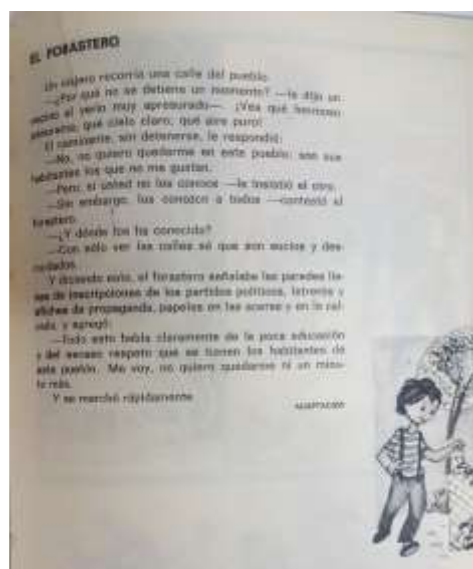 EL FORASTERO
Un viajero recorría una calle del pueblo.
—¿Por qué no se detiene un momento? —le dijo un
vecino al verlo muy apresurado—. ¡Vea qué hermoso
panorama, qué cielo claro, qué aire puro!
El caminante, sin detenerse, le respondió:
—No, no quiero quedarme en este pueblo; son sus
habitantes los que no me gustan.
—Pero, si usted no los conoce —le insistió el otro.
—Sin embargo, los conozco a todos —contestó el
forastero.
—¿Y dónde los ha conocido?
—Con sólo ver las calles sé que son sucios y des-
cuidados.
Y diciendo esto, el forastero señalaba las paredes lle-
nas de inscripciones de los partidos políticos, letreros y
afiches de propaganda, papeles en las aceras y en la cal-
zada, y agregó:
—Todo esto habla claramente de la poca educación
y del escaso respeto que se tienen los habitantes de
este pueblo. Me voy, no quiero quedarme ni un minu-
to más.
Y se marchó rápidamente.
ADAPTACIÓN